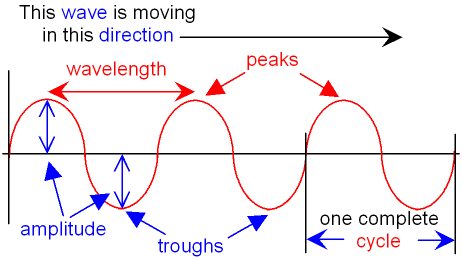 This wave is moving
in this direction
wavelength
peaks
amplitude
troughs
one complete
cycle